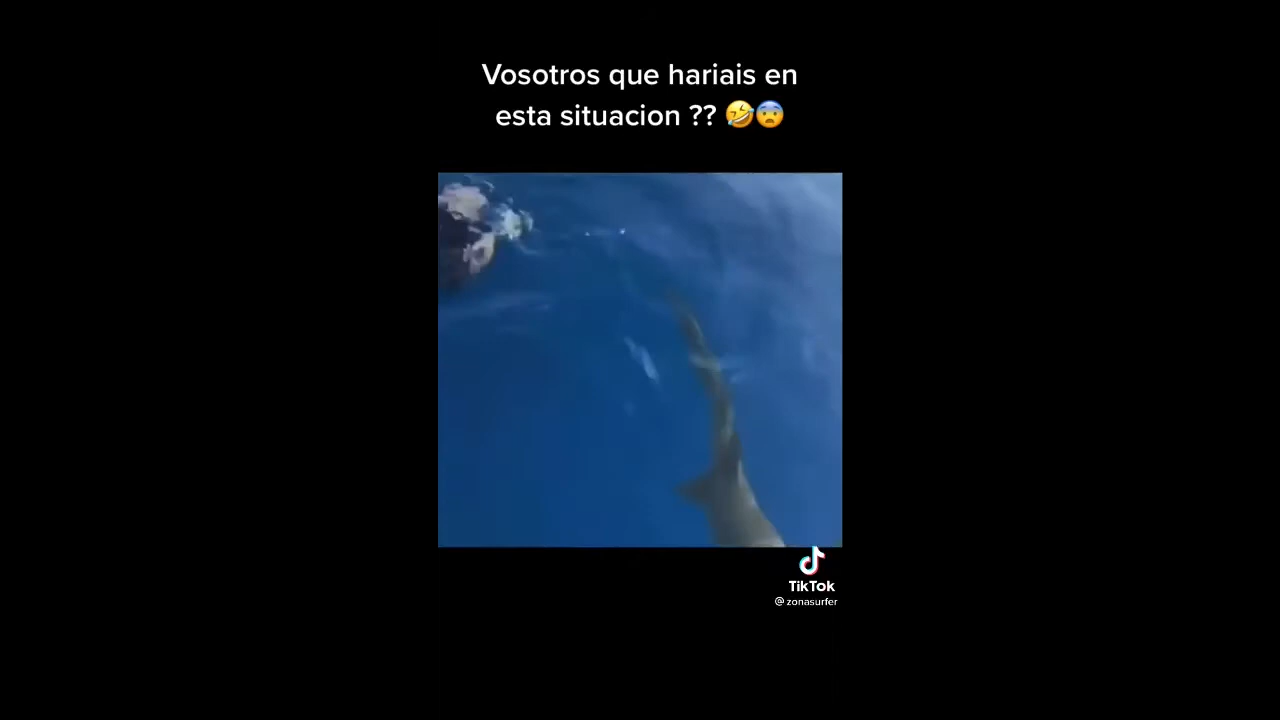 Vosotros que hariais en
esta situacion ?? 🤣😨
TikTok
@zonasurfer